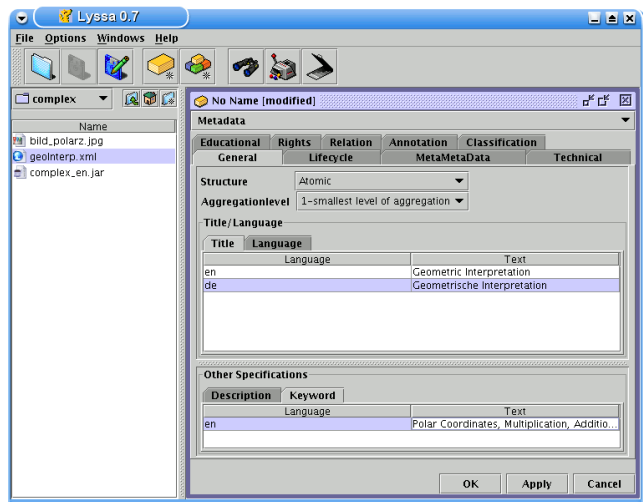 Lyssa 0.7
File Options Windows Help
complex
Name
bild_polarz.jpg
geoInterp.xml
complex_en.jar
No Name [modified]
Metadata
Educational Rights Relation Annotation Classification
General Lifecycle MetaMetaData Technical
Structure Atomic
Aggregationlevel 1-smallest level of aggregation
Title/Language
Title Language
Language Text
en Geometric Interpretation
de Geometrische Interpretation
Other Specifications
Description Keyword
Language Text
en Polar Coordinates, Multiplication, Additio...
OK Apply Cancel